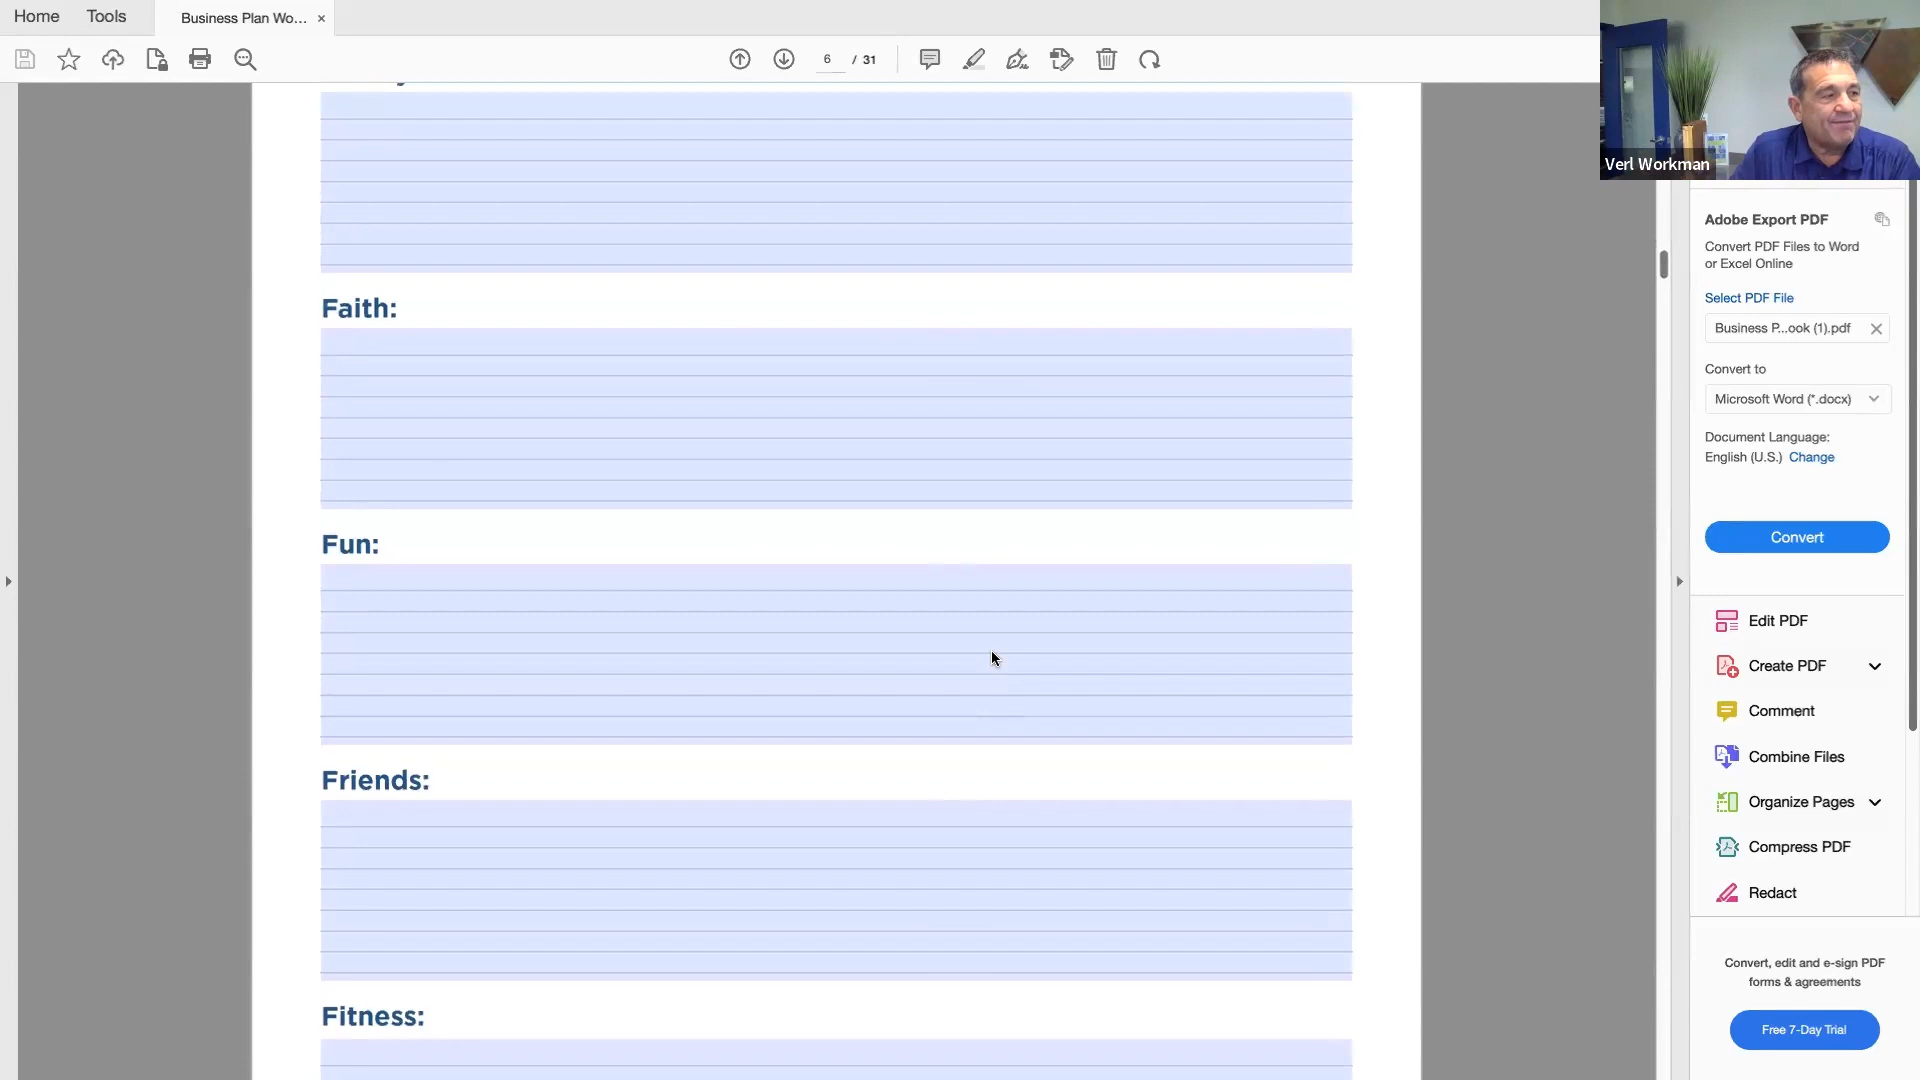 Home
Tools
Business Plan Wo...
6 / 31
Verl Workman
Adobe Export PDF
Convert PDF Files to Word
or Excel Online
Select PDF File
Business P...ook (1).pdf
Convert to
Microsoft Word (*.docx)
Document Language:
English (U.S.) Change
Convert
Edit PDF
Create PDF
Comment
Combine Files
Organize Pages
Compress PDF
Redact
Convert, edit and e-sign PDF
forms & agreements
Free 7-Day Trial
Faith:
Fun:
Friends:
Fitness: